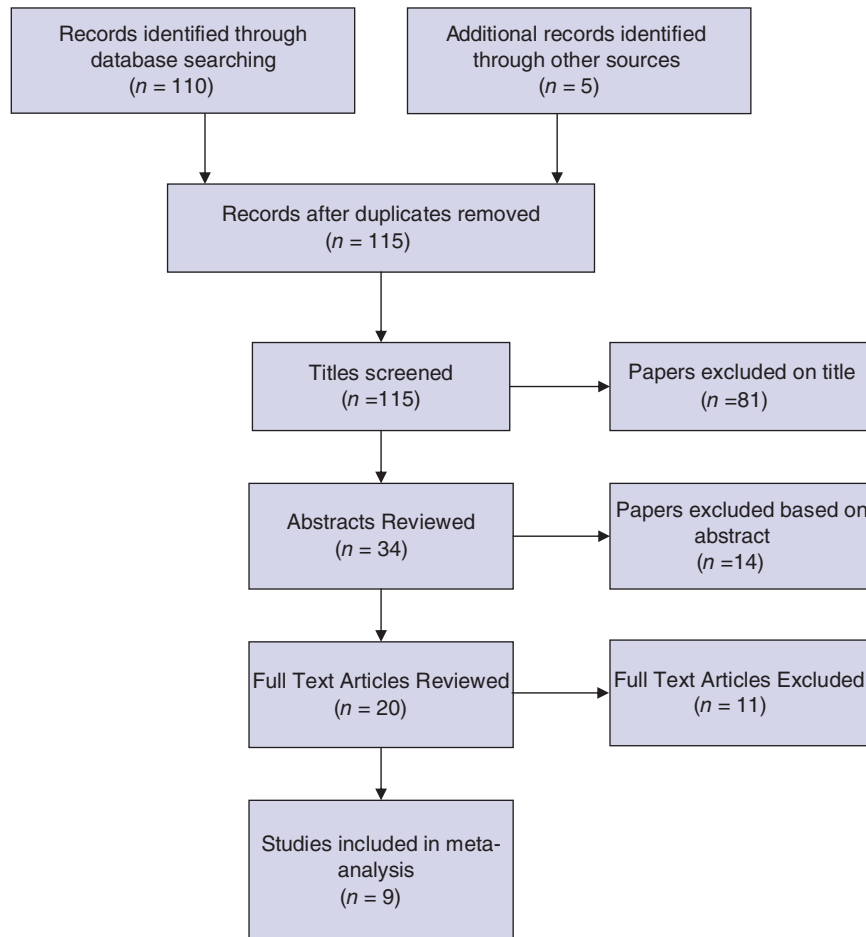 Records identified through
database searching
(n = 110)
Additional records identified
through other sources
(n = 5)
Records after duplicates removed
(n = 115)
Titles screened
(n =115)
Papers excluded on title
(n =81)
Abstracts Reviewed
(n = 34)
Papers excluded based on
abstract
(n =14)
Full Text Articles Reviewed
(n = 20)
Full Text Articles Excluded
(n = 11)
Studies included in meta-
analysis
(n = 9)